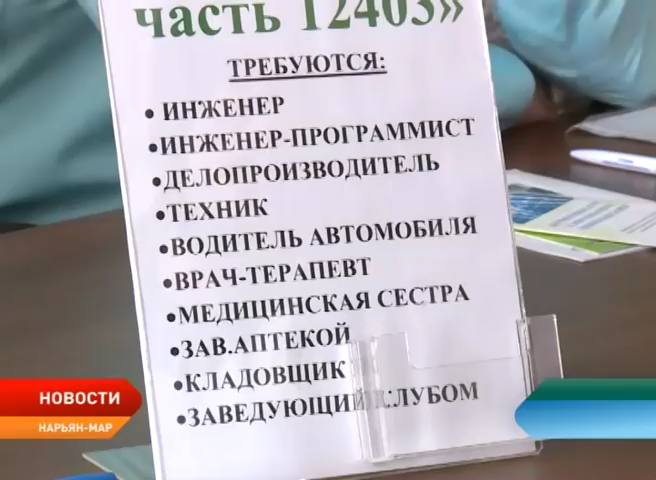 часть 12403»
ТРЕБУЮТСЯ:
• ИНЖЕНЕР
•ИНЖЕНЕР-ПРОГРАММИСТ
•ДЕЛОПРОИЗВОДИТЕЛЬ
•ТЕХНИК
•ВОДИТЕЛЬ АВТОМОБИЛЯ
•ВРАЧ-ТЕРАПЕВТ
•МЕДИЦИНСКАЯ СЕСТРА
•ЗАВ.АПТЕКОЙ
•КЛАДОВЩИК
•ЗАВЕДУЮЩИЙ КЛУБОМ
НОВОСТИ
НАРЬЯН-МАР